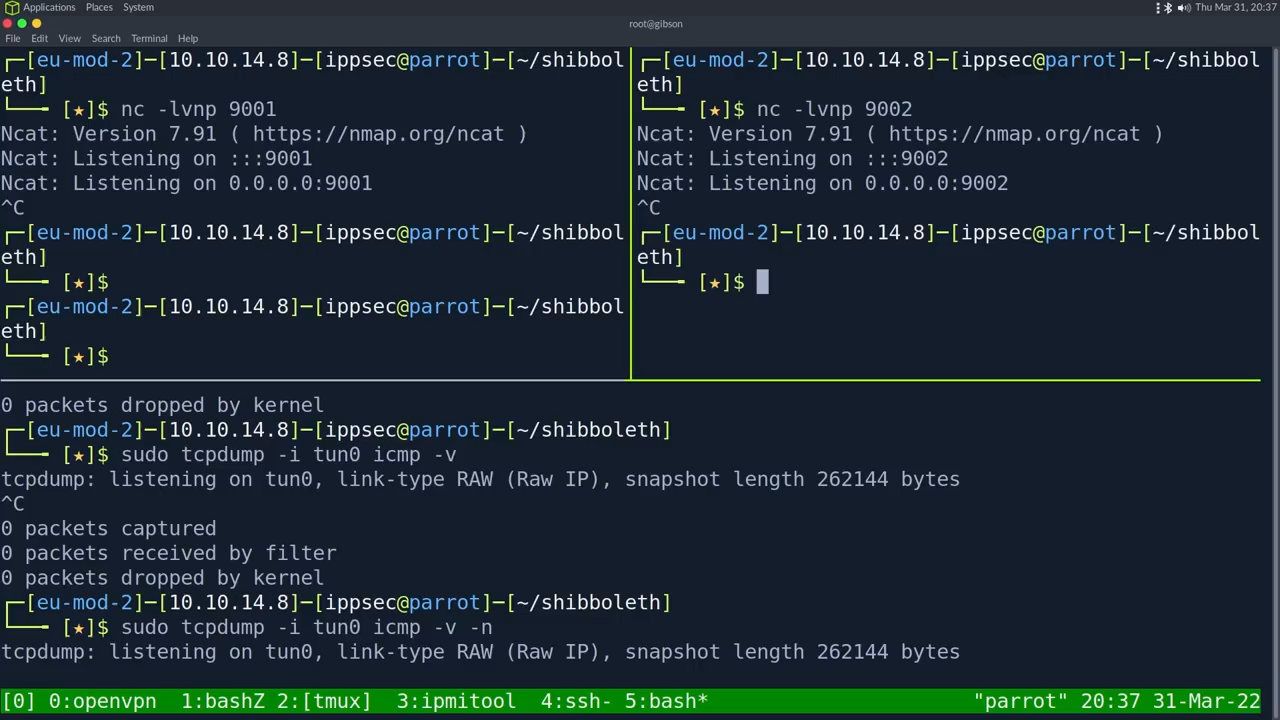 Applications Places System
Thu Mar 31, 20:37
root@gibson
File Edit View Search Terminal Help
┌─[eu-mod-2]─[10.10.14.8]─[ippsec@parrot]─[~/shibbol
eth]
└──╼ [★]$ nc -lvnp 9001
Ncat: Version 7.91 ( https://nmap.org/ncat )
Ncat: Listening on :::9001
Ncat: Listening on 0.0.0.0:9001
^C
┌─[eu-mod-2]─[10.10.14.8]─[ippsec@parrot]─[~/shibbol
eth]
└──╼ [★]$
┌─[eu-mod-2]─[10.10.14.8]─[ippsec@parrot]─[~/shibbol
eth]
└──╼ [★]$
┌─[eu-mod-2]─[10.10.14.8]─[ippsec@parrot]─[~/shibbol
eth]
└──╼ [★]$ nc -lvnp 9002
Ncat: Version 7.91 ( https://nmap.org/ncat )
Ncat: Listening on :::9002
Ncat: Listening on 0.0.0.0:9002
^C
┌─[eu-mod-2]─[10.10.14.8]─[ippsec@parrot]─[~/shibbol
eth]
└──╼ [★]$
0 packets dropped by kernel
┌─[eu-mod-2]─[10.10.14.8]─[ippsec@parrot]─[~/shibboleth]
└──╼ [★]$ sudo tcpdump -i tun0 icmp -v
tcpdump: listening on tun0, link-type RAW (Raw IP), snapshot length 262144 bytes
^C
0 packets captured
0 packets received by filter
0 packets dropped by kernel
┌─[eu-mod-2]─[10.10.14.8]─[ippsec@parrot]─[~/shibboleth]
└──╼ [★]$ sudo tcpdump -i tun0 icmp -v -n
tcpdump: listening on tun0, link-type RAW (Raw IP), snapshot length 262144 bytes
[0] 0:openvpn 1:bashZ 2:[tmux] 3:ipmitool 4:ssh- 5:bash* "parrot" 20:37 31-Mar-22